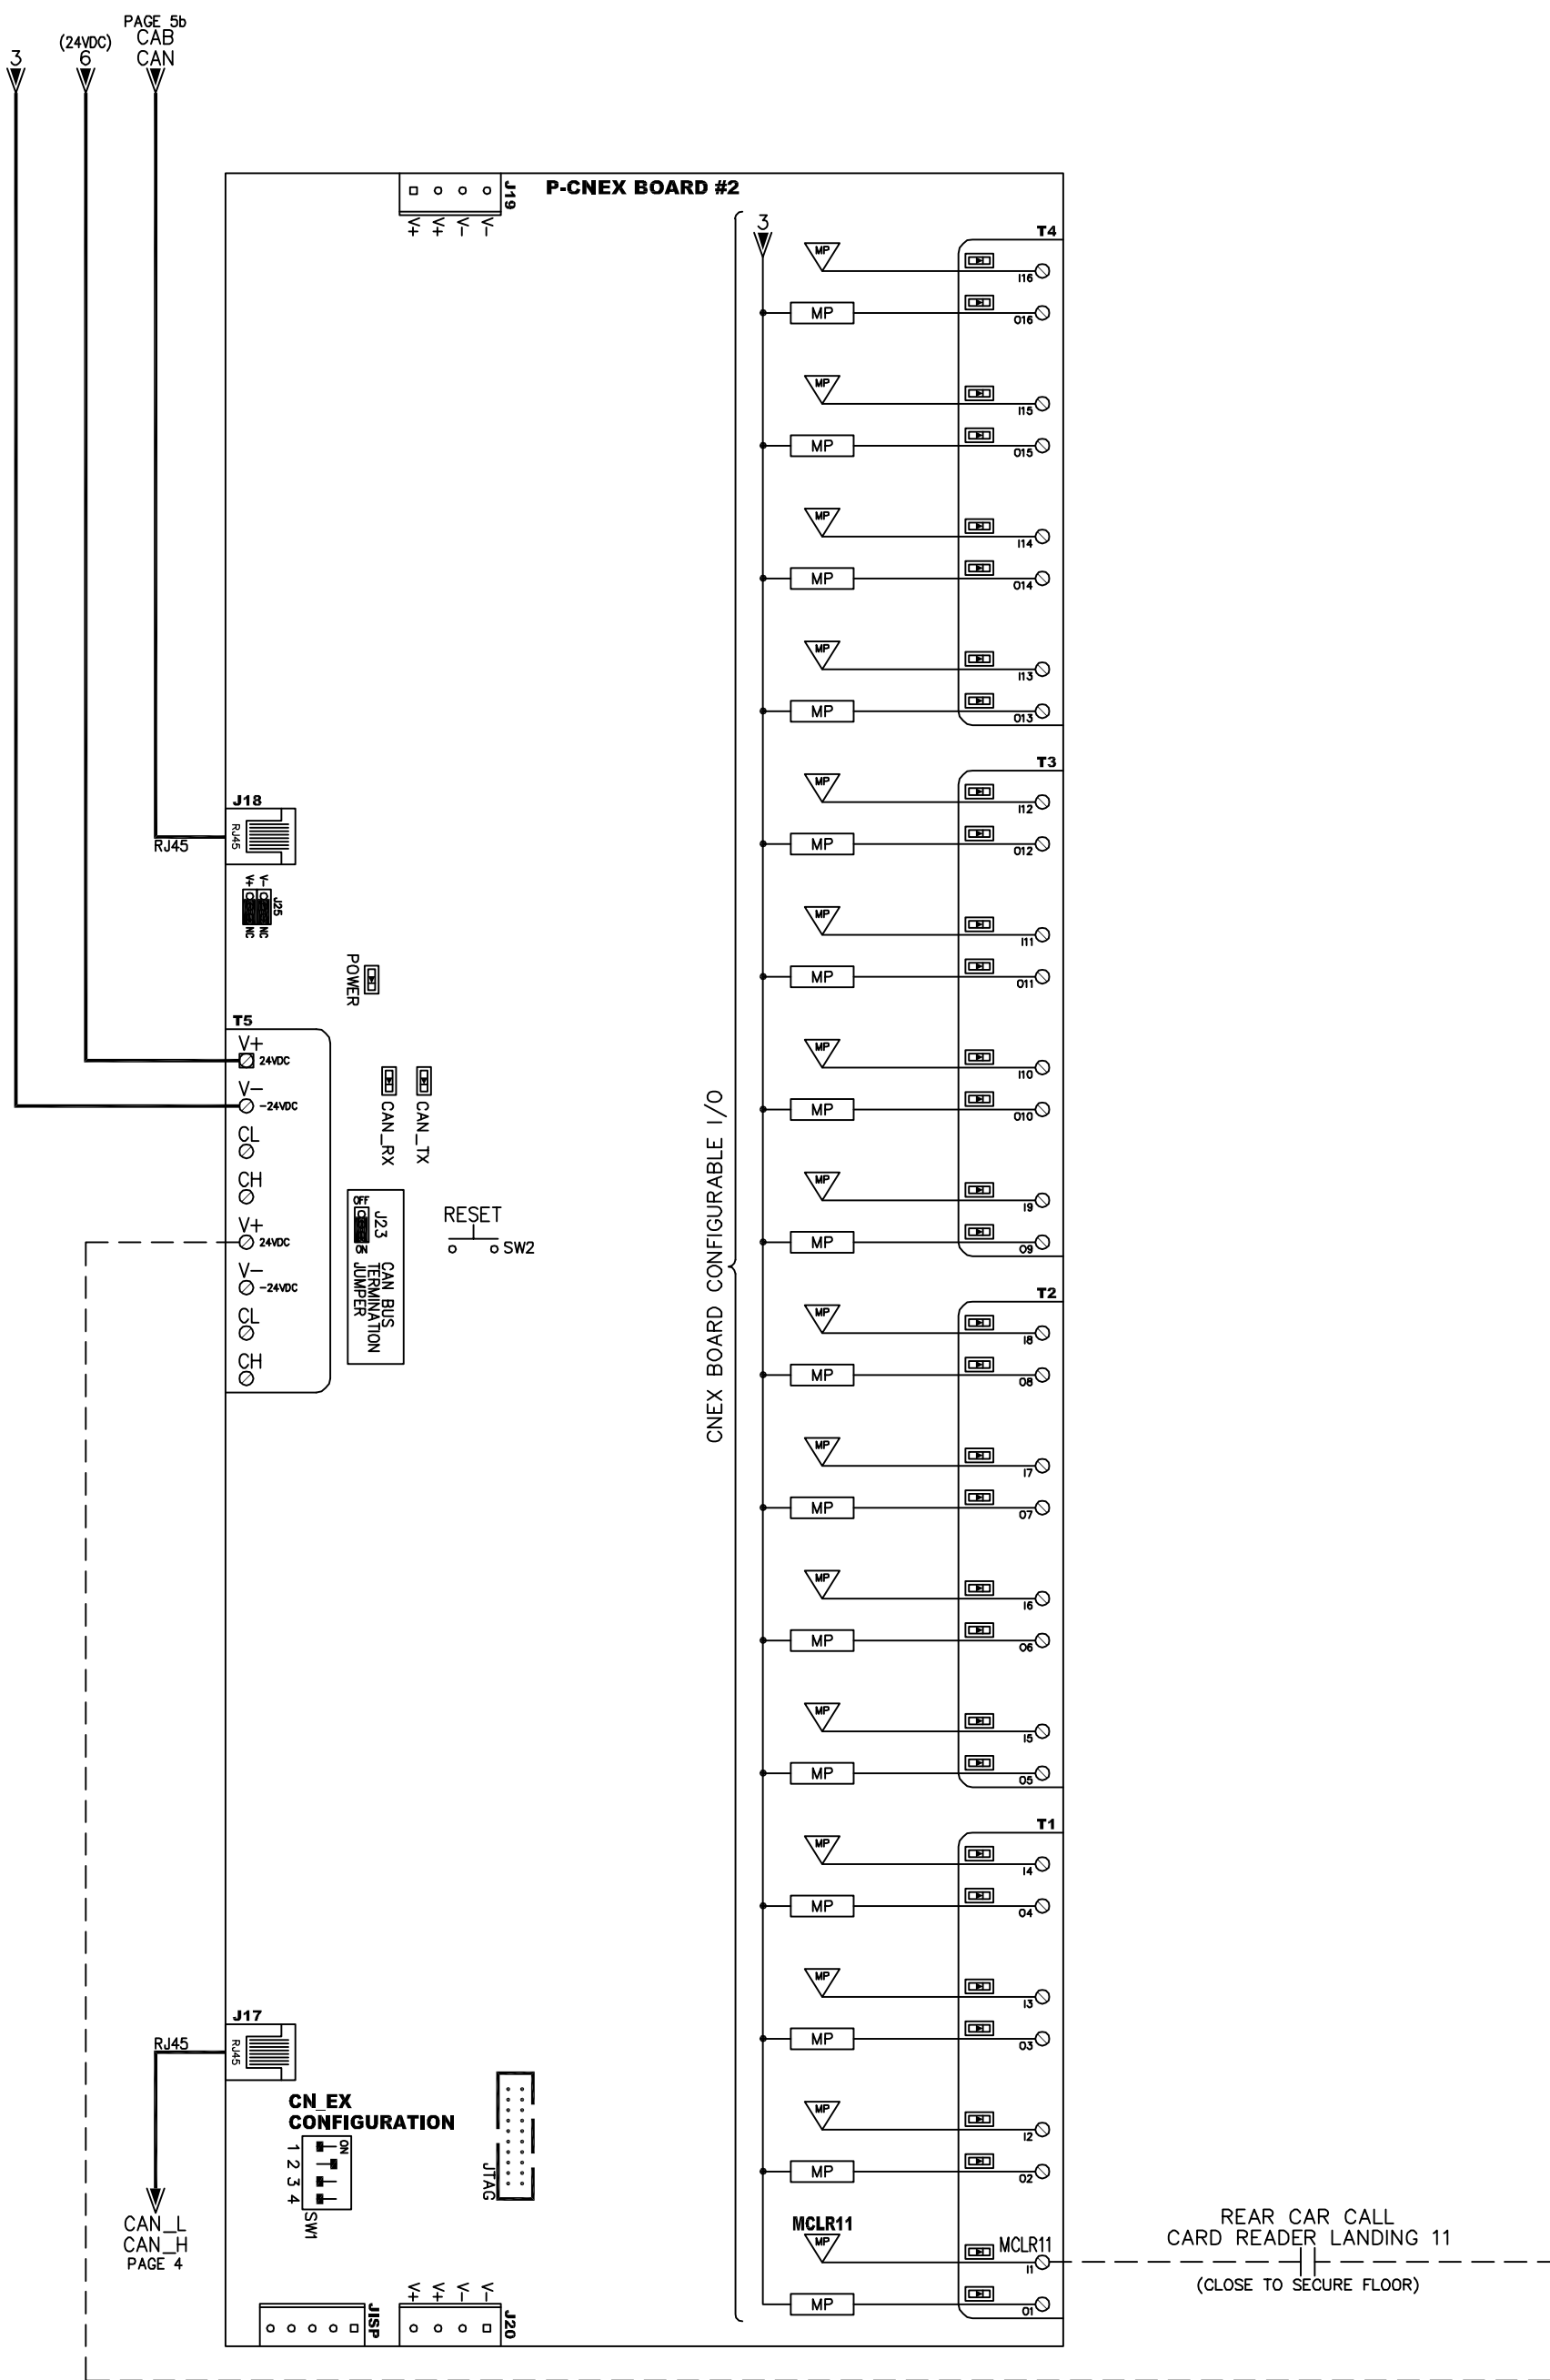 PAGE 5b
(24VDC)
CAB
3
6
CAN
J19
P-CNEX BOARD #2
V+
V+
V-
V-
3
T4
MP
I16
MP
O16
MP
I15
MP
O15
MP
I14
MP
O14
MP
I13
MP
O13
T3
MP
I12
J18
RJ45
RJ45
MP
O12
V+
V-
J25
NC
NC
MP
I11
POWER
MP
O11
T5
V+
24VDC
MP
I10
V-
-24VDC
CAN_RX
CAN_TX
MP
O10
CL
CH
MP
I9
V+
24VDC
OFF
J23
ON
CAN BUS
TERMINATION
JUMPER
RESET
SW2
MP
O9
CNEX BOARD CONFIGURABLE I/O
V-
-24VDC
T2
CL
MP
I8
CH
MP
O8
MP
I7
MP
O7
MP
I6
MP
O6
MP
I5
MP
O5
T1
MP
I4
MP
O4
MP
I3
J17
RJ45
RJ45
MP
O3
CN_EX
CONFIGURATION
MP
I2
ON
1
2
3
4
SW1
JTAG
MP
O2
CAN_L
CAN_H
PAGE 4
MCLR11
MP
MCLR11
I1
REAR CAR CALL
CARD READER LANDING 11
(CLOSE TO SECURE FLOOR)
V+
V+
V-
V-
MP
O1
JISP
J20